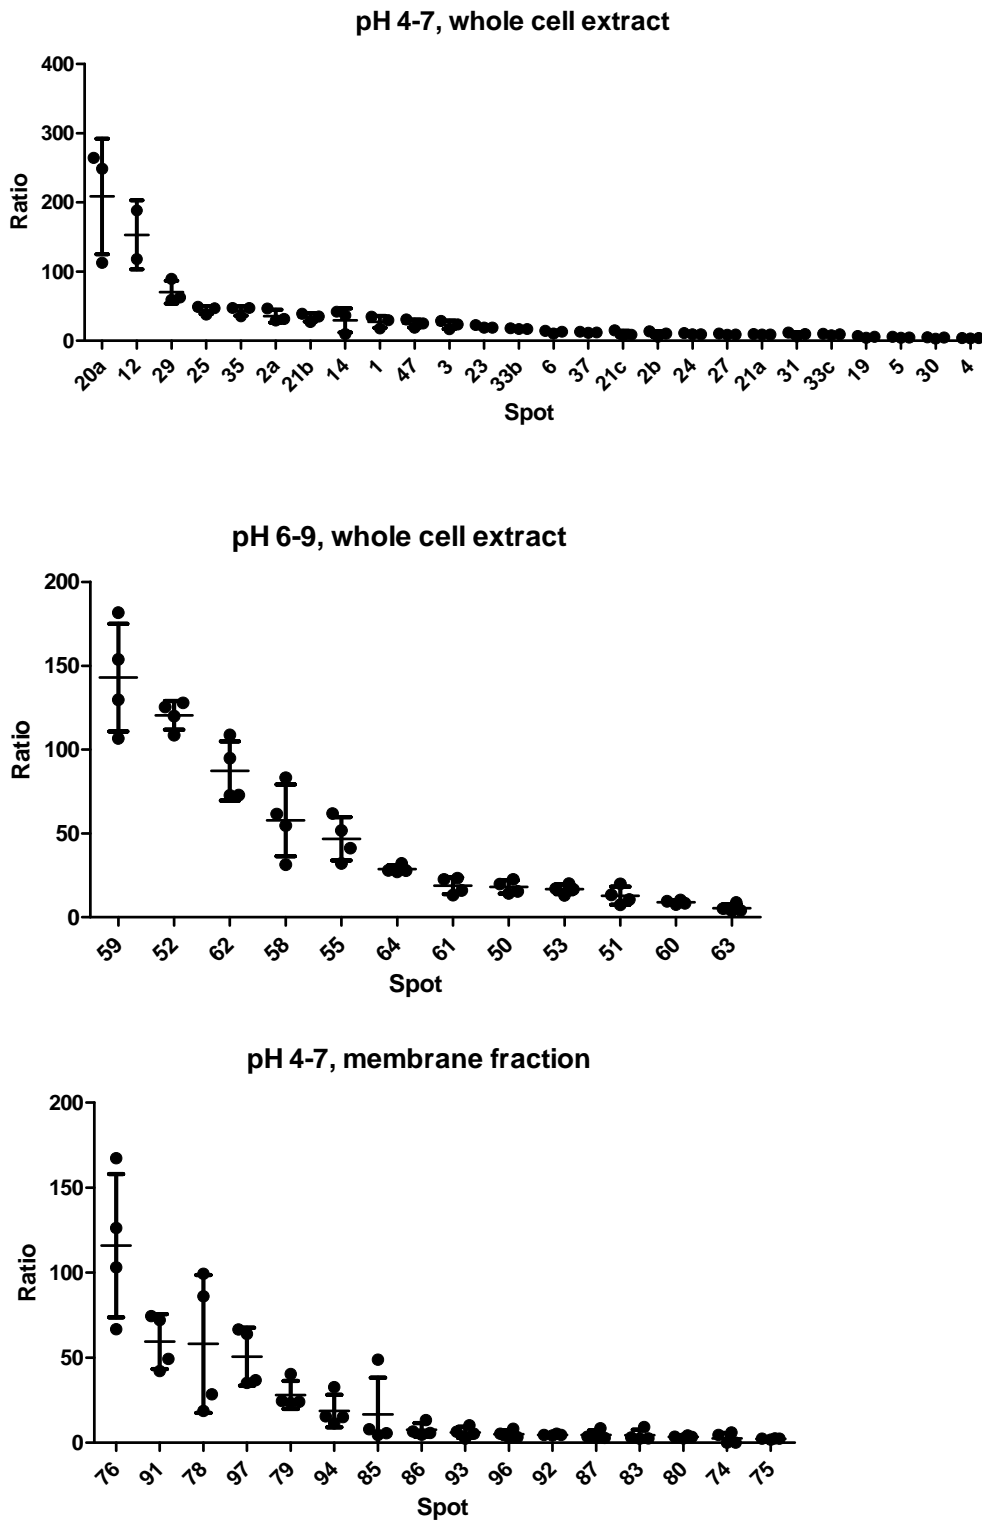 pH 4-7, whole cell extract
400
300
200
100
0
Ratio
20a 12 29 25 35 2a 21b 14 1 47 3 23 33b 6 37 21c 2b 24 27 21a 31 33c 19 5 30 4
Spot
pH 6-9, whole cell extract
200
150
100
50
0
Ratio
59 52 62 58 55 64 61 50 53 51 60 63
Spot
pH 4-7, membrane fraction
200
150
100
50
0
Ratio
76 91 78 97 79 94 85 86 93 96 92 87 83 80 74 75
Spot